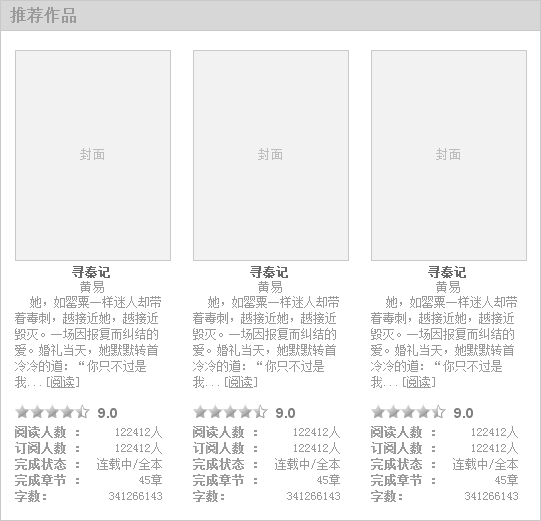 推荐作品
封面
封面
封面
寻秦记
黄易
她，如罂粟一样迷人却带
着毒刺，越接近她，越接近
毁灭。一场因报复而纠结的
爱。婚礼当天，她默默转首
冷冷的道：“你只不过是
我...[阅读]
9.0
阅读人数 ： 122412人
订阅人数 ： 122412人
完成状态 ： 连载中/全本
完成章节 ： 45章
字数： 341266143
寻秦记
黄易
她，如罂粟一样迷人却带
着毒刺，越接近她，越接近
毁灭。一场因报复而纠结的
爱。婚礼当天，她默默转首
冷冷的道：“你只不过是
我...[阅读]
9.0
阅读人数 ： 122412人
订阅人数 ： 122412人
完成状态 ： 连载中/全本
完成章节 ： 45章
字数： 341266143
寻秦记
黄易
她，如罂粟一样迷人却带
着毒刺，越接近她，越接近
毁灭。一场因报复而纠结的
爱。婚礼当天，她默默转首
冷冷的道：“你只不过是
我...[阅读]
9.0
阅读人数 ： 122412人
订阅人数 ： 122412人
完成状态 ： 连载中/全本
完成章节 ： 45章
字数： 341266143